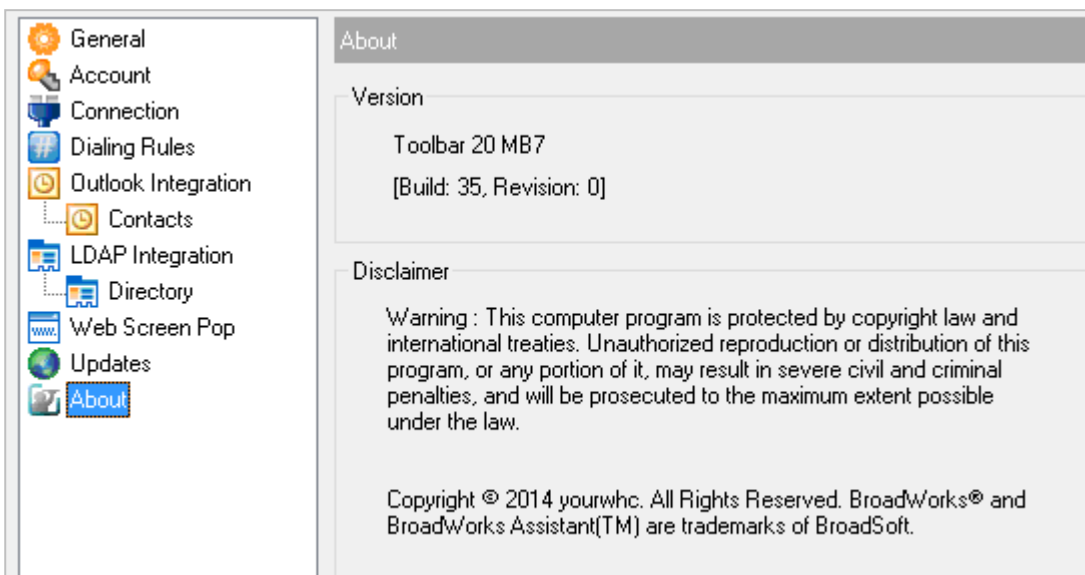 General
Account
Connection
Dialing Rules
Outlook Integration
Contacts
LDAP Integration
Directory
www.
Web Screen Pop
Updates
About
About
Version
Toolbar 20 MB7
[Build: 35, Revision: 0]
Disclaimer
Warning : This computer program is protected by copyright law and
international treaties. Unauthorized reproduction or distribution of this
program, or any portion of it, may result in severe civil and criminal
penalties, and will be prosecuted to the maximum extent possible
under the law.
Copyright © 2014 yourwhc. All Rights Reserved. BroadWorks® and
BroadWorks Assistant(TM) are trademarks of BroadSoft.